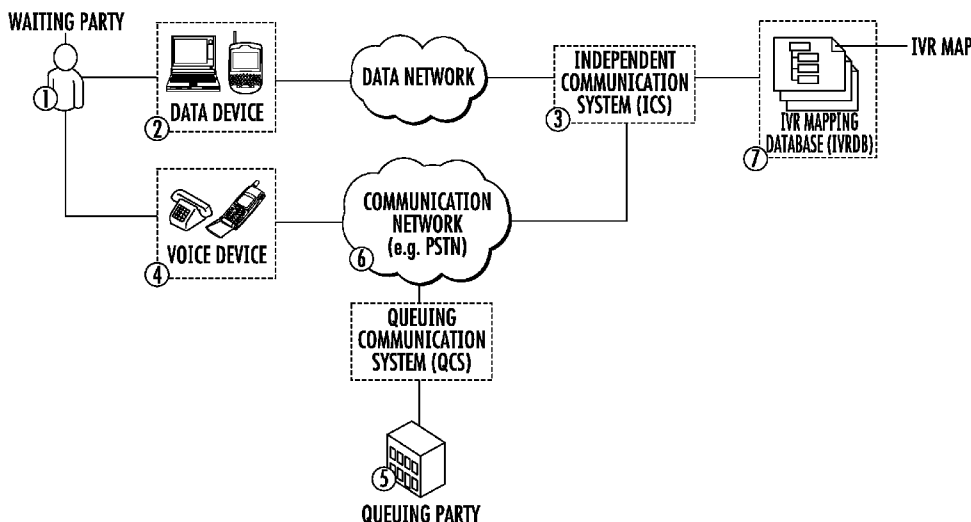 WAITING PARTY
1
DATA DEVICE
2
DATA NETWORK
INDEPENDENT
COMMUNICATION
SYSTEM (ICS)
3
IVR MAP
IVR MAPPING
DATABASE (IVRDB)
7
VOICE DEVICE
4
COMMUNICATION
NETWORK
(e.g. PSTN)
6
QUEUING
COMMUNICATION
SYSTEM (QCS)
5
QUEUING PARTY